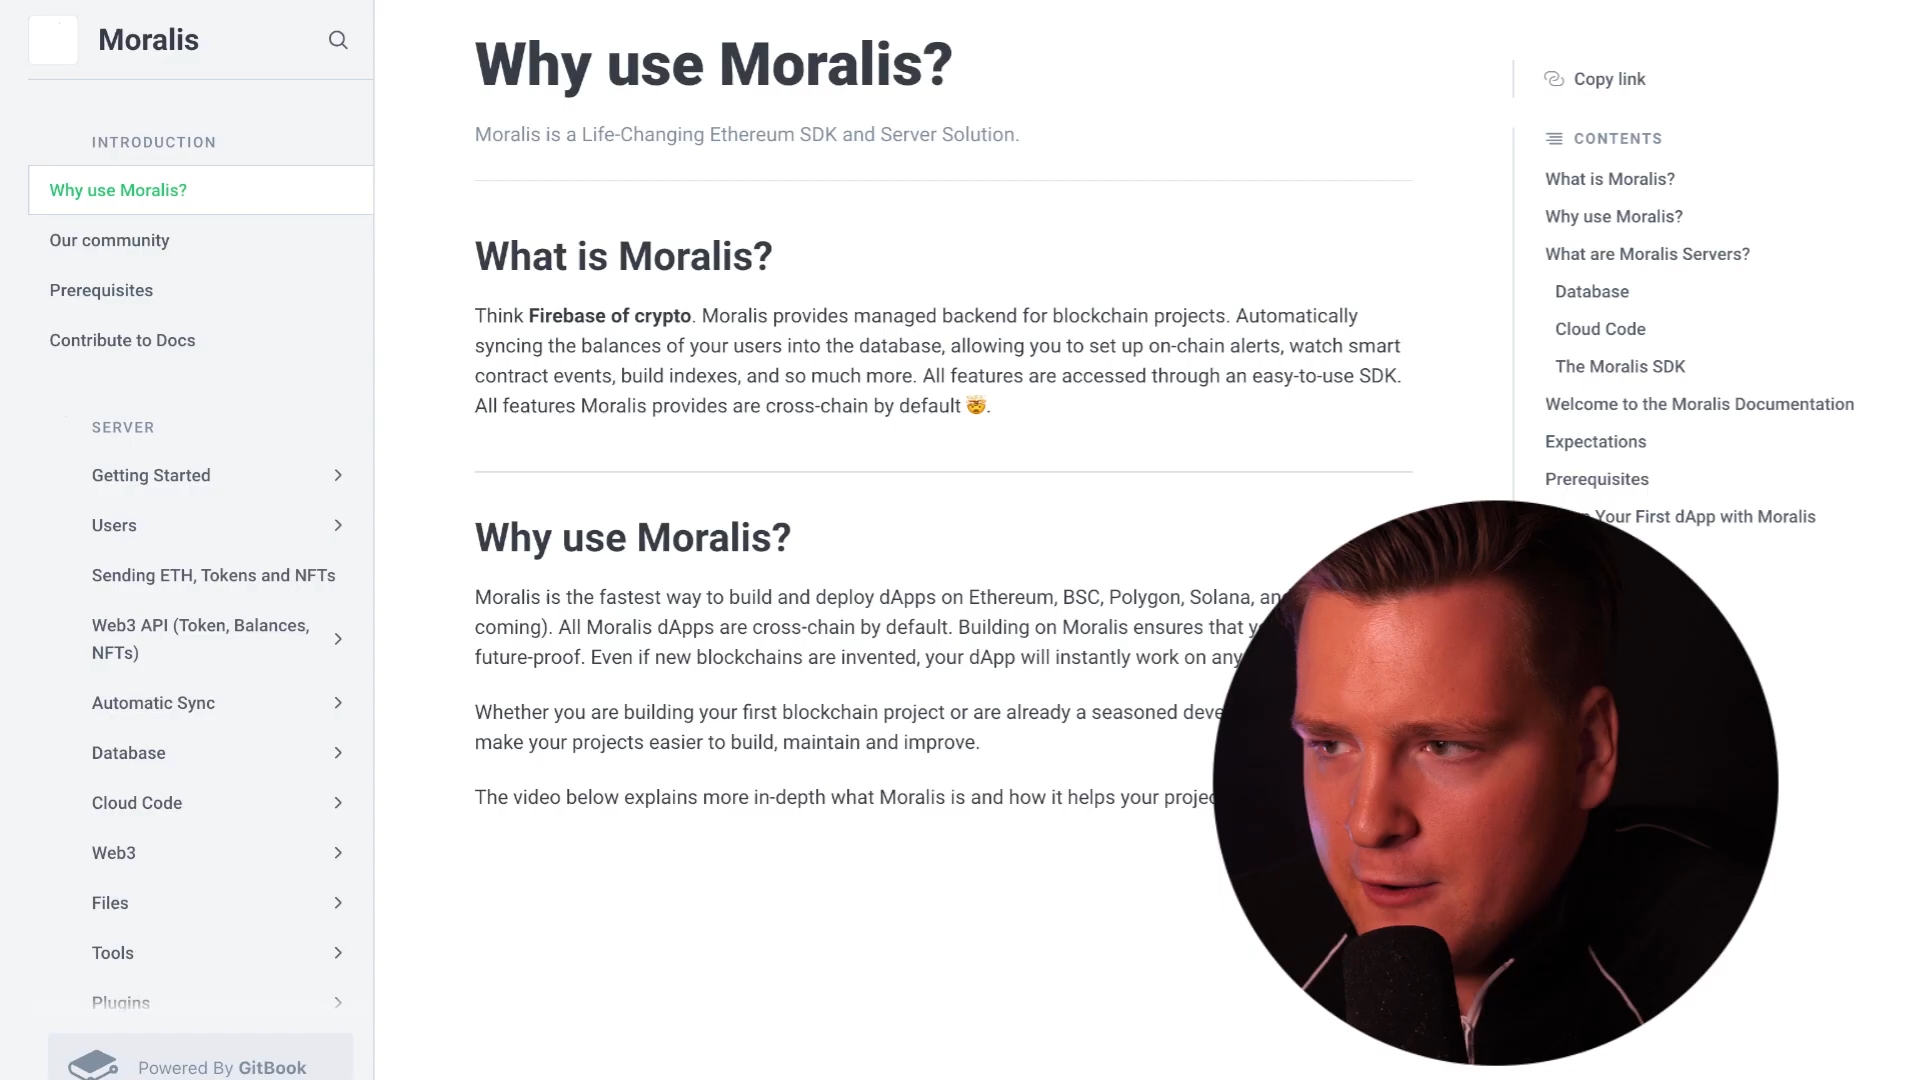 Moralis
INTRODUCTION
Why use Moralis?
Our community
Prerequisites
Contribute to Docs
SERVER
Getting Started
Users
Sending ETH, Tokens and NFTs
Web3 API (Token, Balances,
NFTs)
Automatic Sync
Database
Cloud Code
Web3
Files
Tools
Plugins
Powered By GitBook
Why use Moralis?
Moralis is a Life-Changing Ethereum SDK and Server Solution.
What is Moralis?
Think Firebase of crypto. Moralis provides managed backend for blockchain projects. Automatically
syncing the balances of your users into the database, allowing you to set up on-chain alerts, watch smart
contract events, build indexes, and so much more. All features are accessed through an easy-to-use SDK.
All features Moralis provides are cross-chain by default 🤯.
Why use Moralis?
Moralis is the fastest way to build and deploy dApps on Ethereum, BSC, Polygon, Solana,
coming). All Moralis dApps are cross-chain by default. Building on Moralis ensures that
future-proof. Even if new blockchains are invented, your dApp will instantly work on any
Whether you are building your first blockchain project or are already a seasoned
make your projects easier to build, maintain and improve.
The video below explains more in-depth what Moralis is and how it helps your
Copy link
CONTENTS
What is Moralis?
Why use Moralis?
What are Moralis Servers?
Database
Cloud Code
The Moralis SDK
Welcome to the Moralis Documentation
Expectations
Prerequisites
Your First dApp with Moralis